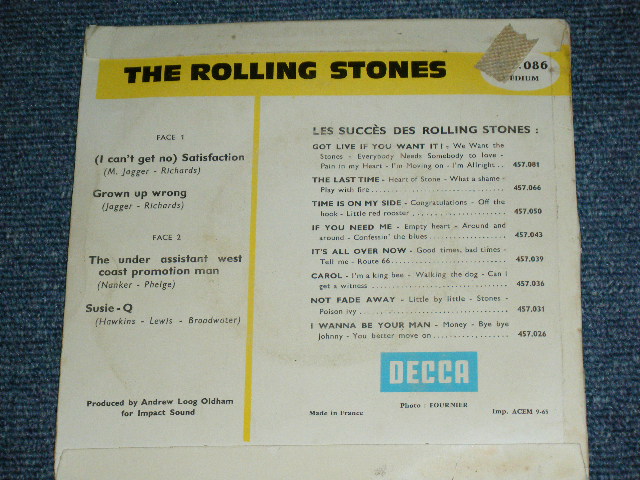 THE ROLLING STONES
.086
EDIUM
FACE 1
(I can't get no) Satisfaction
(M. Jagger - Richards)
Grown up wrong
(Jagger - Richards)
FACE 2
The under assistant west
coast promotion man
(Nanker - Phelge)
Susie-Q
(Hawkins - Lewis - Broadwater)
Produced by Andrew Loog Oldham
for Impact Sound
LES SUCCÈS DES ROLLING STONES :
GOT LIVE IF YOU WANT IT! - We Want the
Stones - Everybody Needs Somebody to love -
Pain in my Heart - I'm Moving on - I'm Allright.. 457.081
THE LAST TIME - Heart of Stone - What a shame -
Play with fire 457.066
TIME IS ON MY SIDE - Congratulations - Off the
hook - Little red rooster 457.050
IF YOU NEED ME - Empty heart - Around and
around - Confessin' the blues 457.043
IT'S ALL OVER NOW - Good times, bad times -
Tell me - Route 66 457.039
CAROL - I'm a king bee - Walking the dog - Can I
get a witness 457.036
NOT FADE AWAY - Little by little - Stones -
Poison ivy 457.031
I WANNA BE YOUR MAN - Money - Bye bye
Johnny - You better move on 457.026
DECCA
Made in France
Photo : FOURNIER
Imp. ACEM 9-65